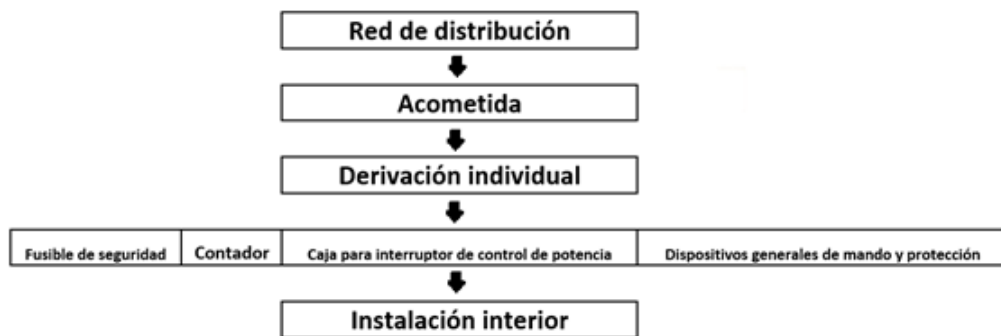 Red de distribución
Acometida
Derivación individual
Fusible de seguridad
Contador
Caja para interruptor de control de potencia
Dispositivos generales de mando y protección
Instalación interior